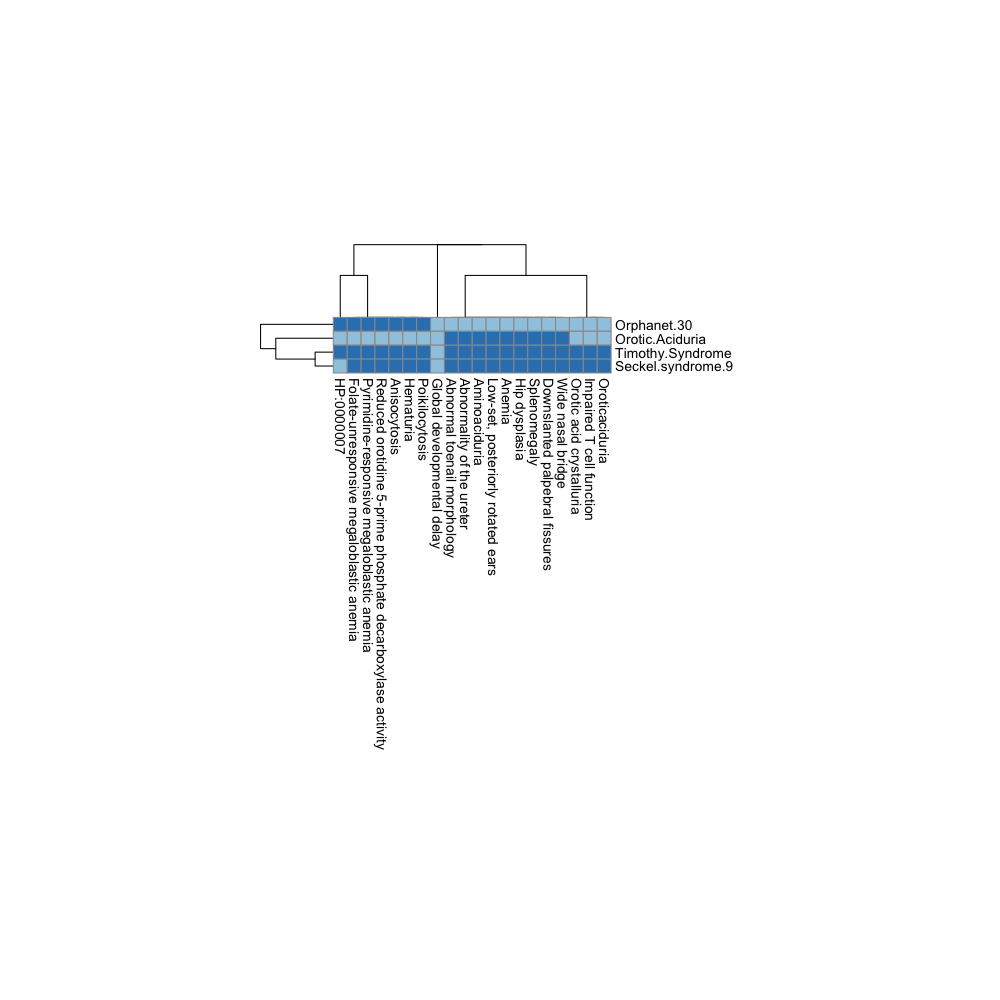 Orphanet.30
Orotic.Aciduria
Timothy.Syndrome
Seckel.syndrome.9
HP:0000007
Folate-unresponsive megaloblastic anemia
Pyrimidine-responsive megaloblastic anemia
Reduced orotidine 5-prime phosphate decarboxylase activity
Anisocytosis
Hematuria
Poikilocytosis
Global developmental delay
Abnormal toenail morphology
Abnormality of the ureter
Aminoaciduria
Low-set, posteriorly rotated ears
Anemia
Hip dysplasia
Splenomegaly
Downslanted palpebral fissures
Wide nasal bridge
Orotic acid crystalluria
Impaired T cell function
Oroticaciduria